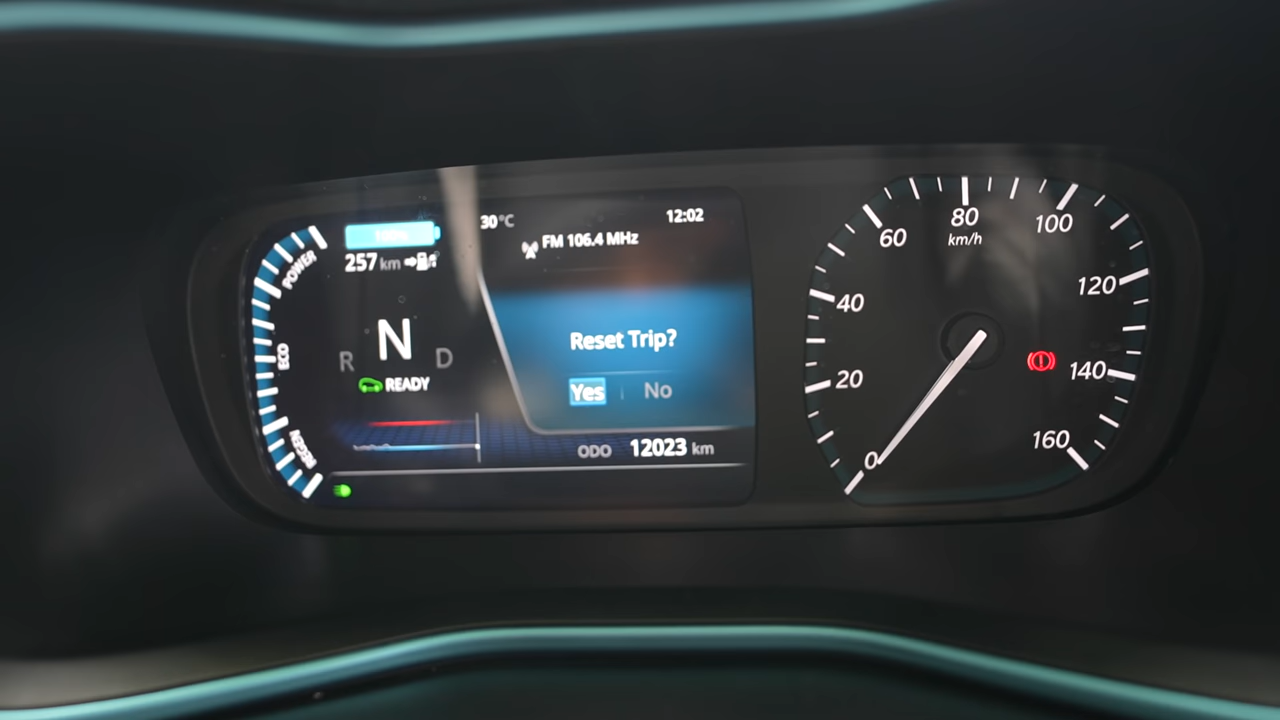 POWER
ECO
REGEN
257 km
30°C
12:02
FM 106.4 MHz
R N D
READY
Reset Trip?
Yes | No
ODO 12023 km
0
20
40
60
80
km/h
100
120
140
160